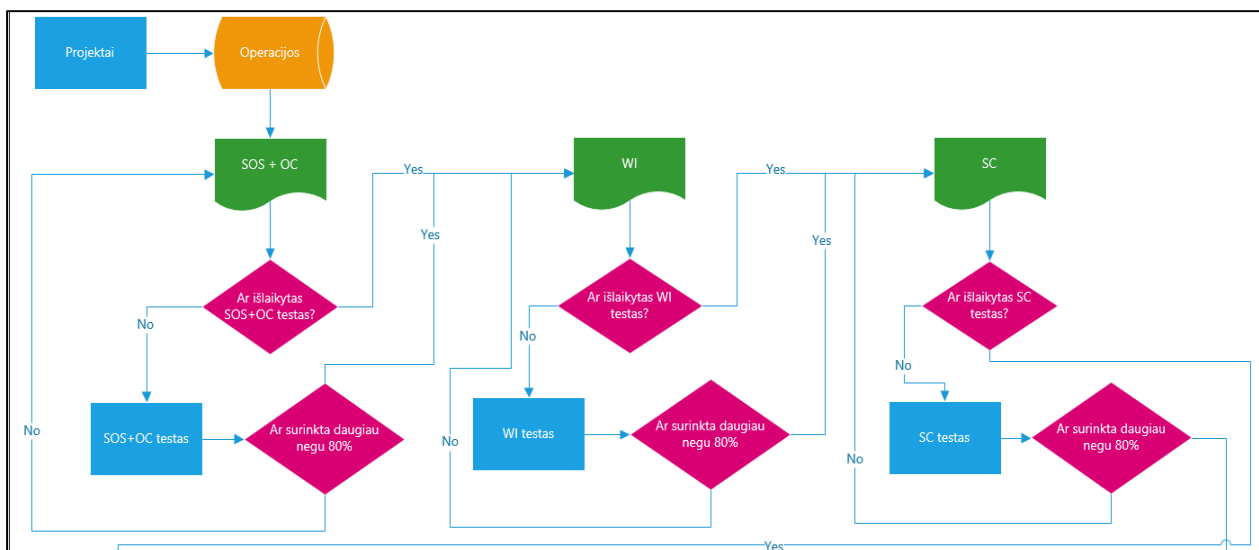 Projektai
Operacijos
SOS + OC
Yes
WI
Yes
SC
Yes
Yes
Ar išlaikytas
SOS+OC testas?
Ar išlaikytas WI
testas?
Ar išlaikytas SC
testas?
No
No
No
SOS+OC testas
Ar surinkta daugiau
negu 80%
WI testas
Ar surinkta daugiau
negu 80%
SC testas
Ar surinkta daugiau
negu 80%
No
No
No
Yes